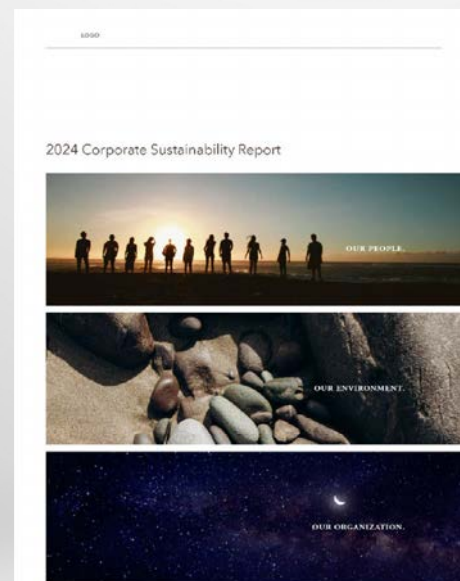 LOGO
2024 Corporate Sustainability Report
OUR PEOPLE.
OUR ENVIRONMENT.
OUR ORGANIZATION.